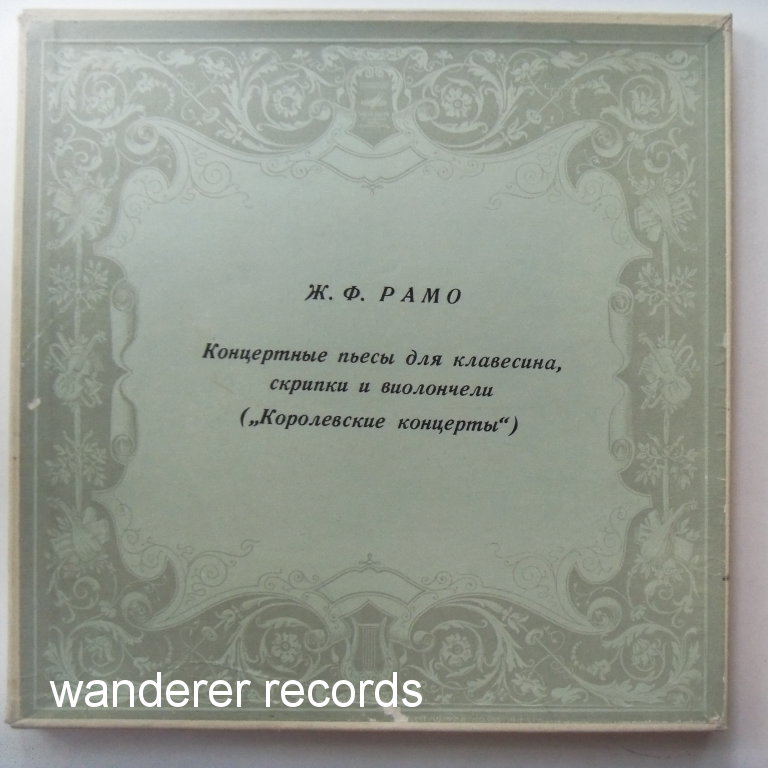 Ж. Ф. РАМО
Концертные пьесы для клавесина,
скрипки и виолончели
(„Королевские концерты“)
wanderer records